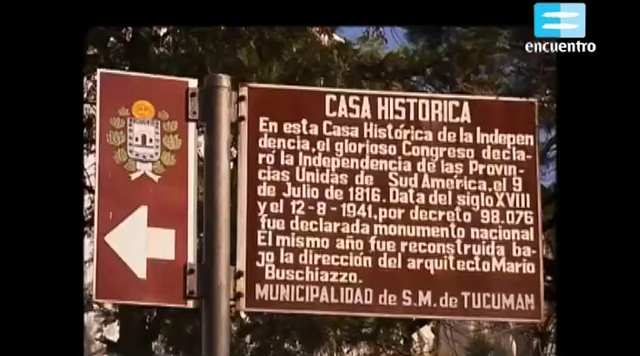 encuentro
CASA HISTORICA
En esta Casa Histórica de la Indepen
dencia, el glorioso Congreso decla-
ró la Independencia de las Provin-
cias Unidas de Sud America, el 9
de Julio de 1816. Data del siglo XVIII
y el 12-8-1941, por decreto 98.076
fue declarada monumento nacional
El mismo año fue reconstruida ba-
jo la dirección del arquitecto Mario
Buschiazzo.
MUNICIPALIDAD de S.M. de TUCUMAN